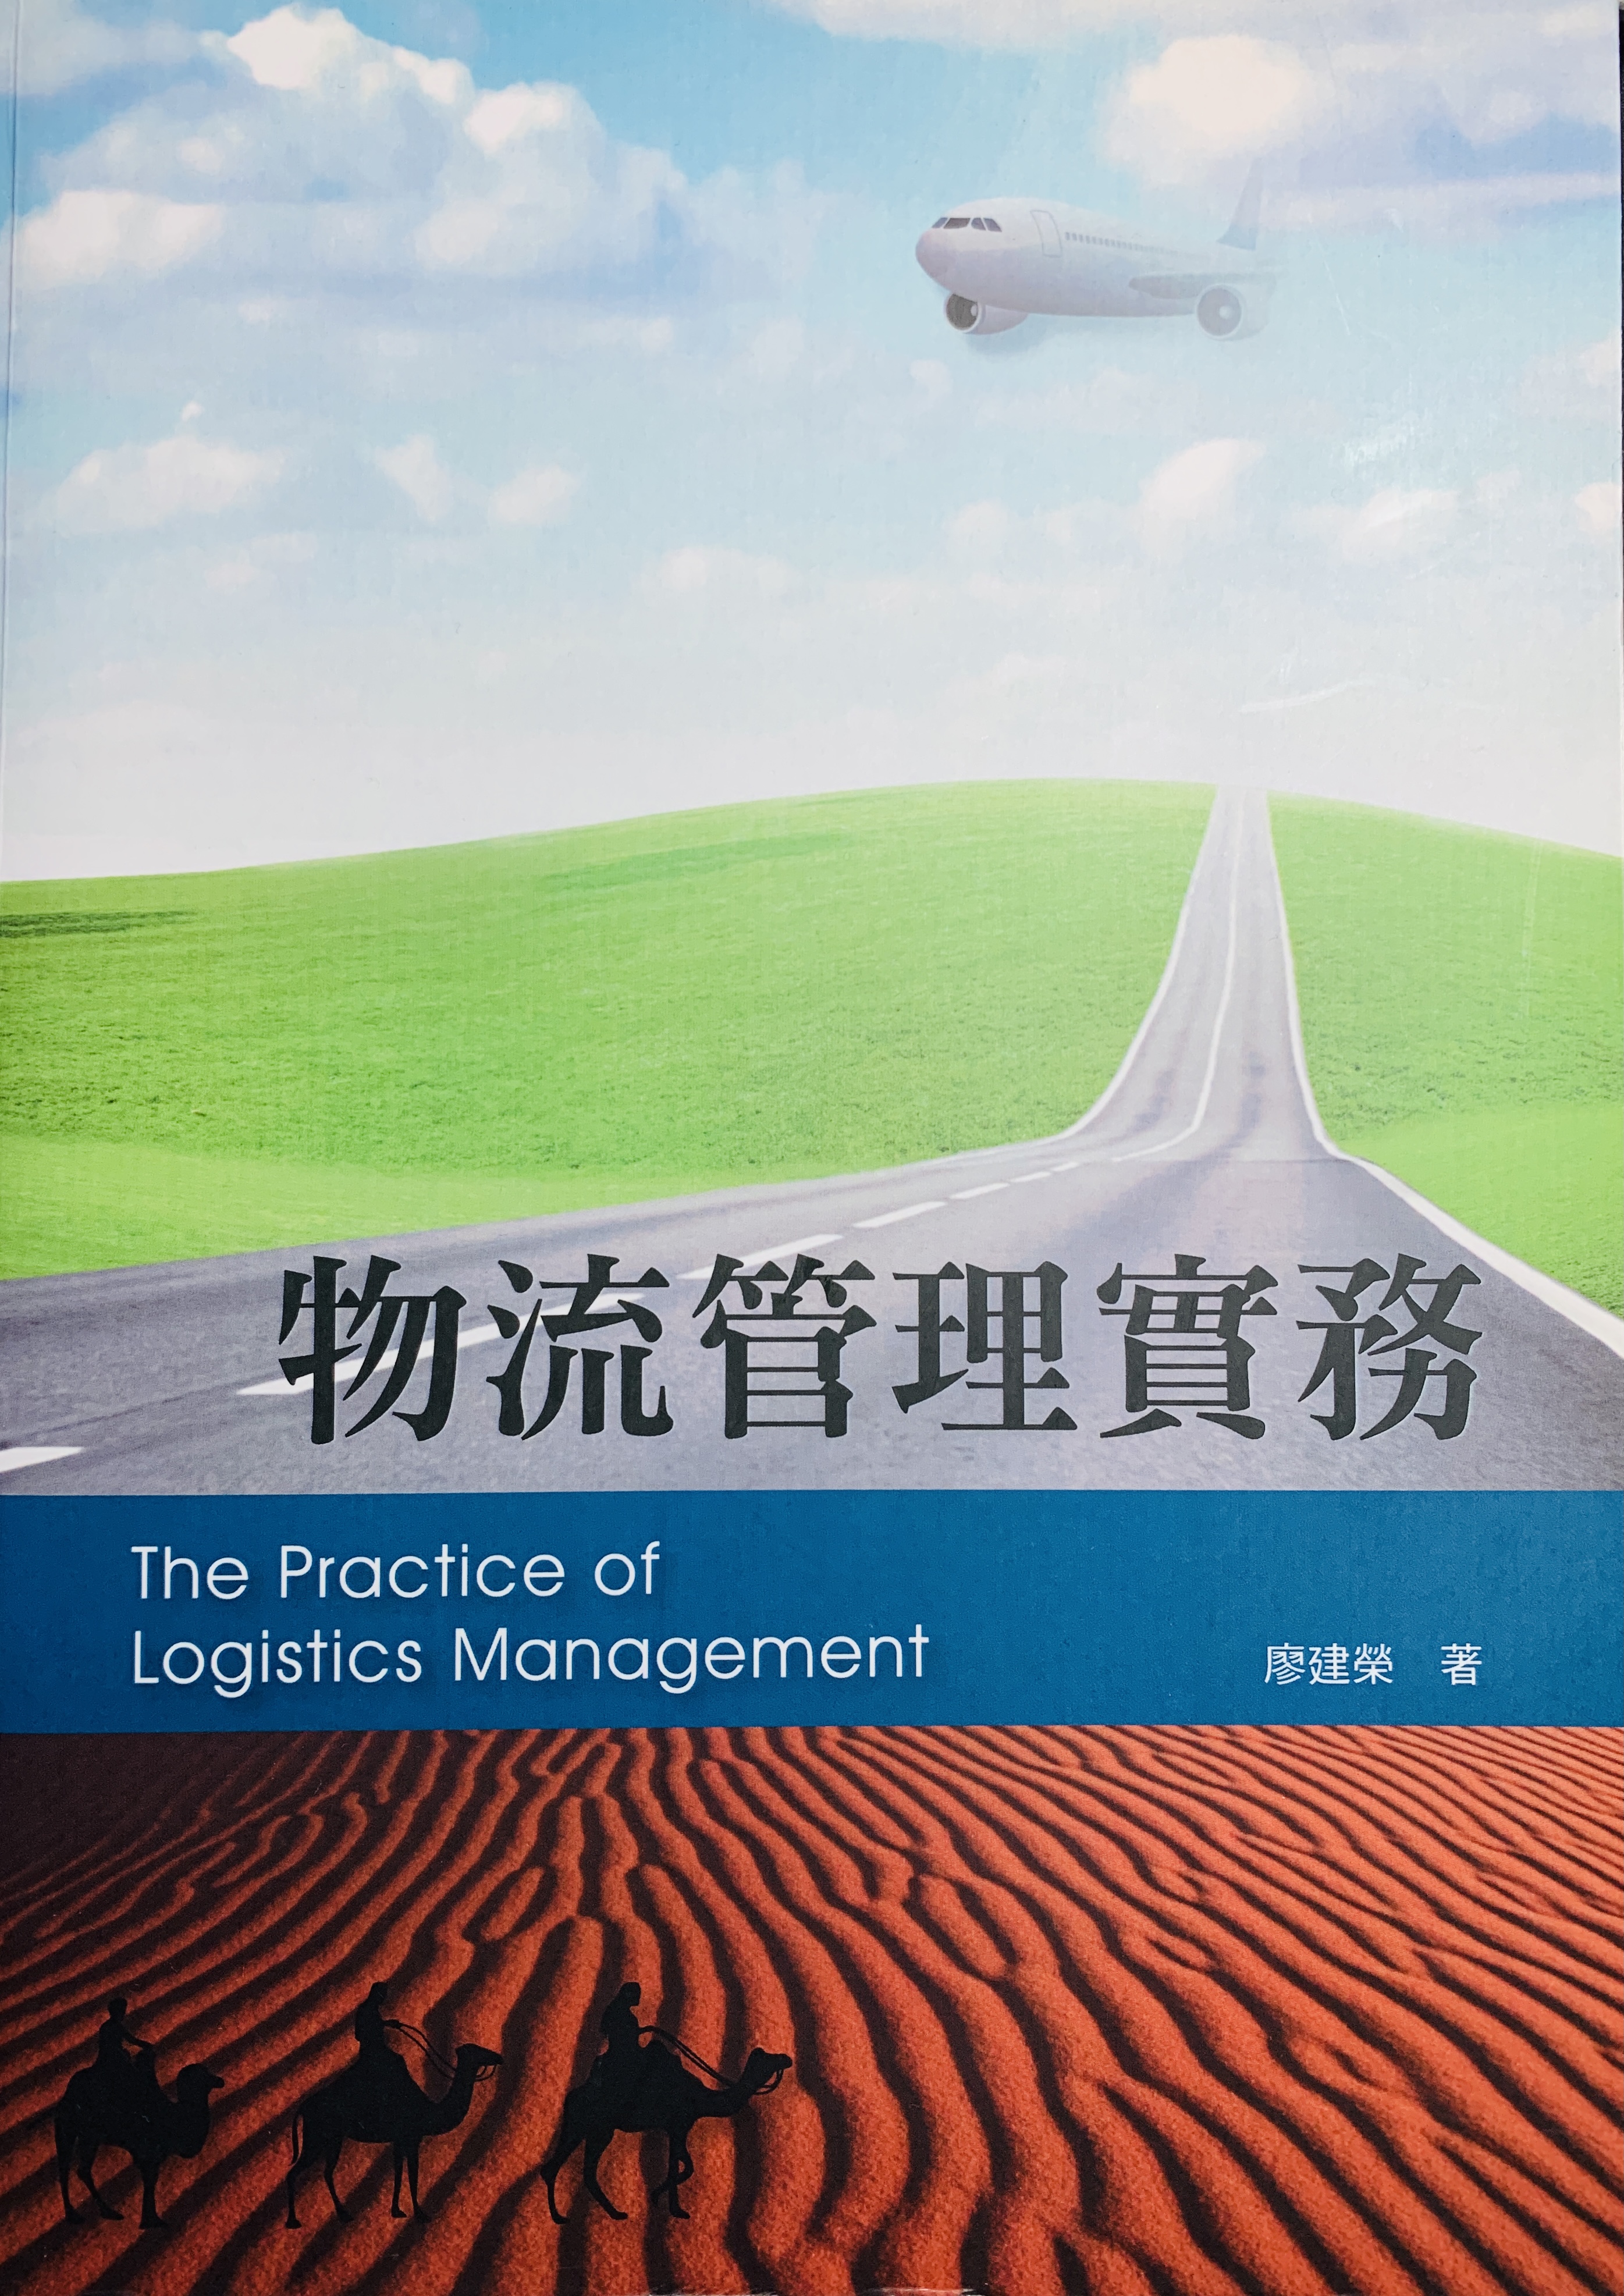 物流管理實務
The Practice of
Logistics Management
廖建榮　著